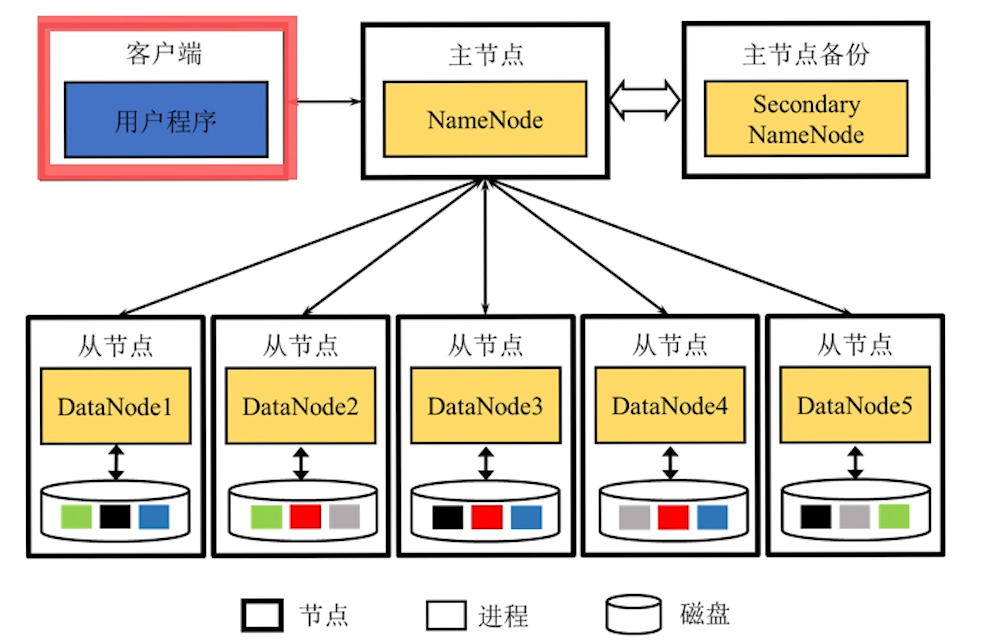 客户端
用户程序
主节点
NameNode
主节点备份
Secondary
NameNode
从节点
DataNode1
从节点
DataNode2
从节点
DataNode3
从节点
DataNode4
从节点
DataNode5
节点
进程
磁盘